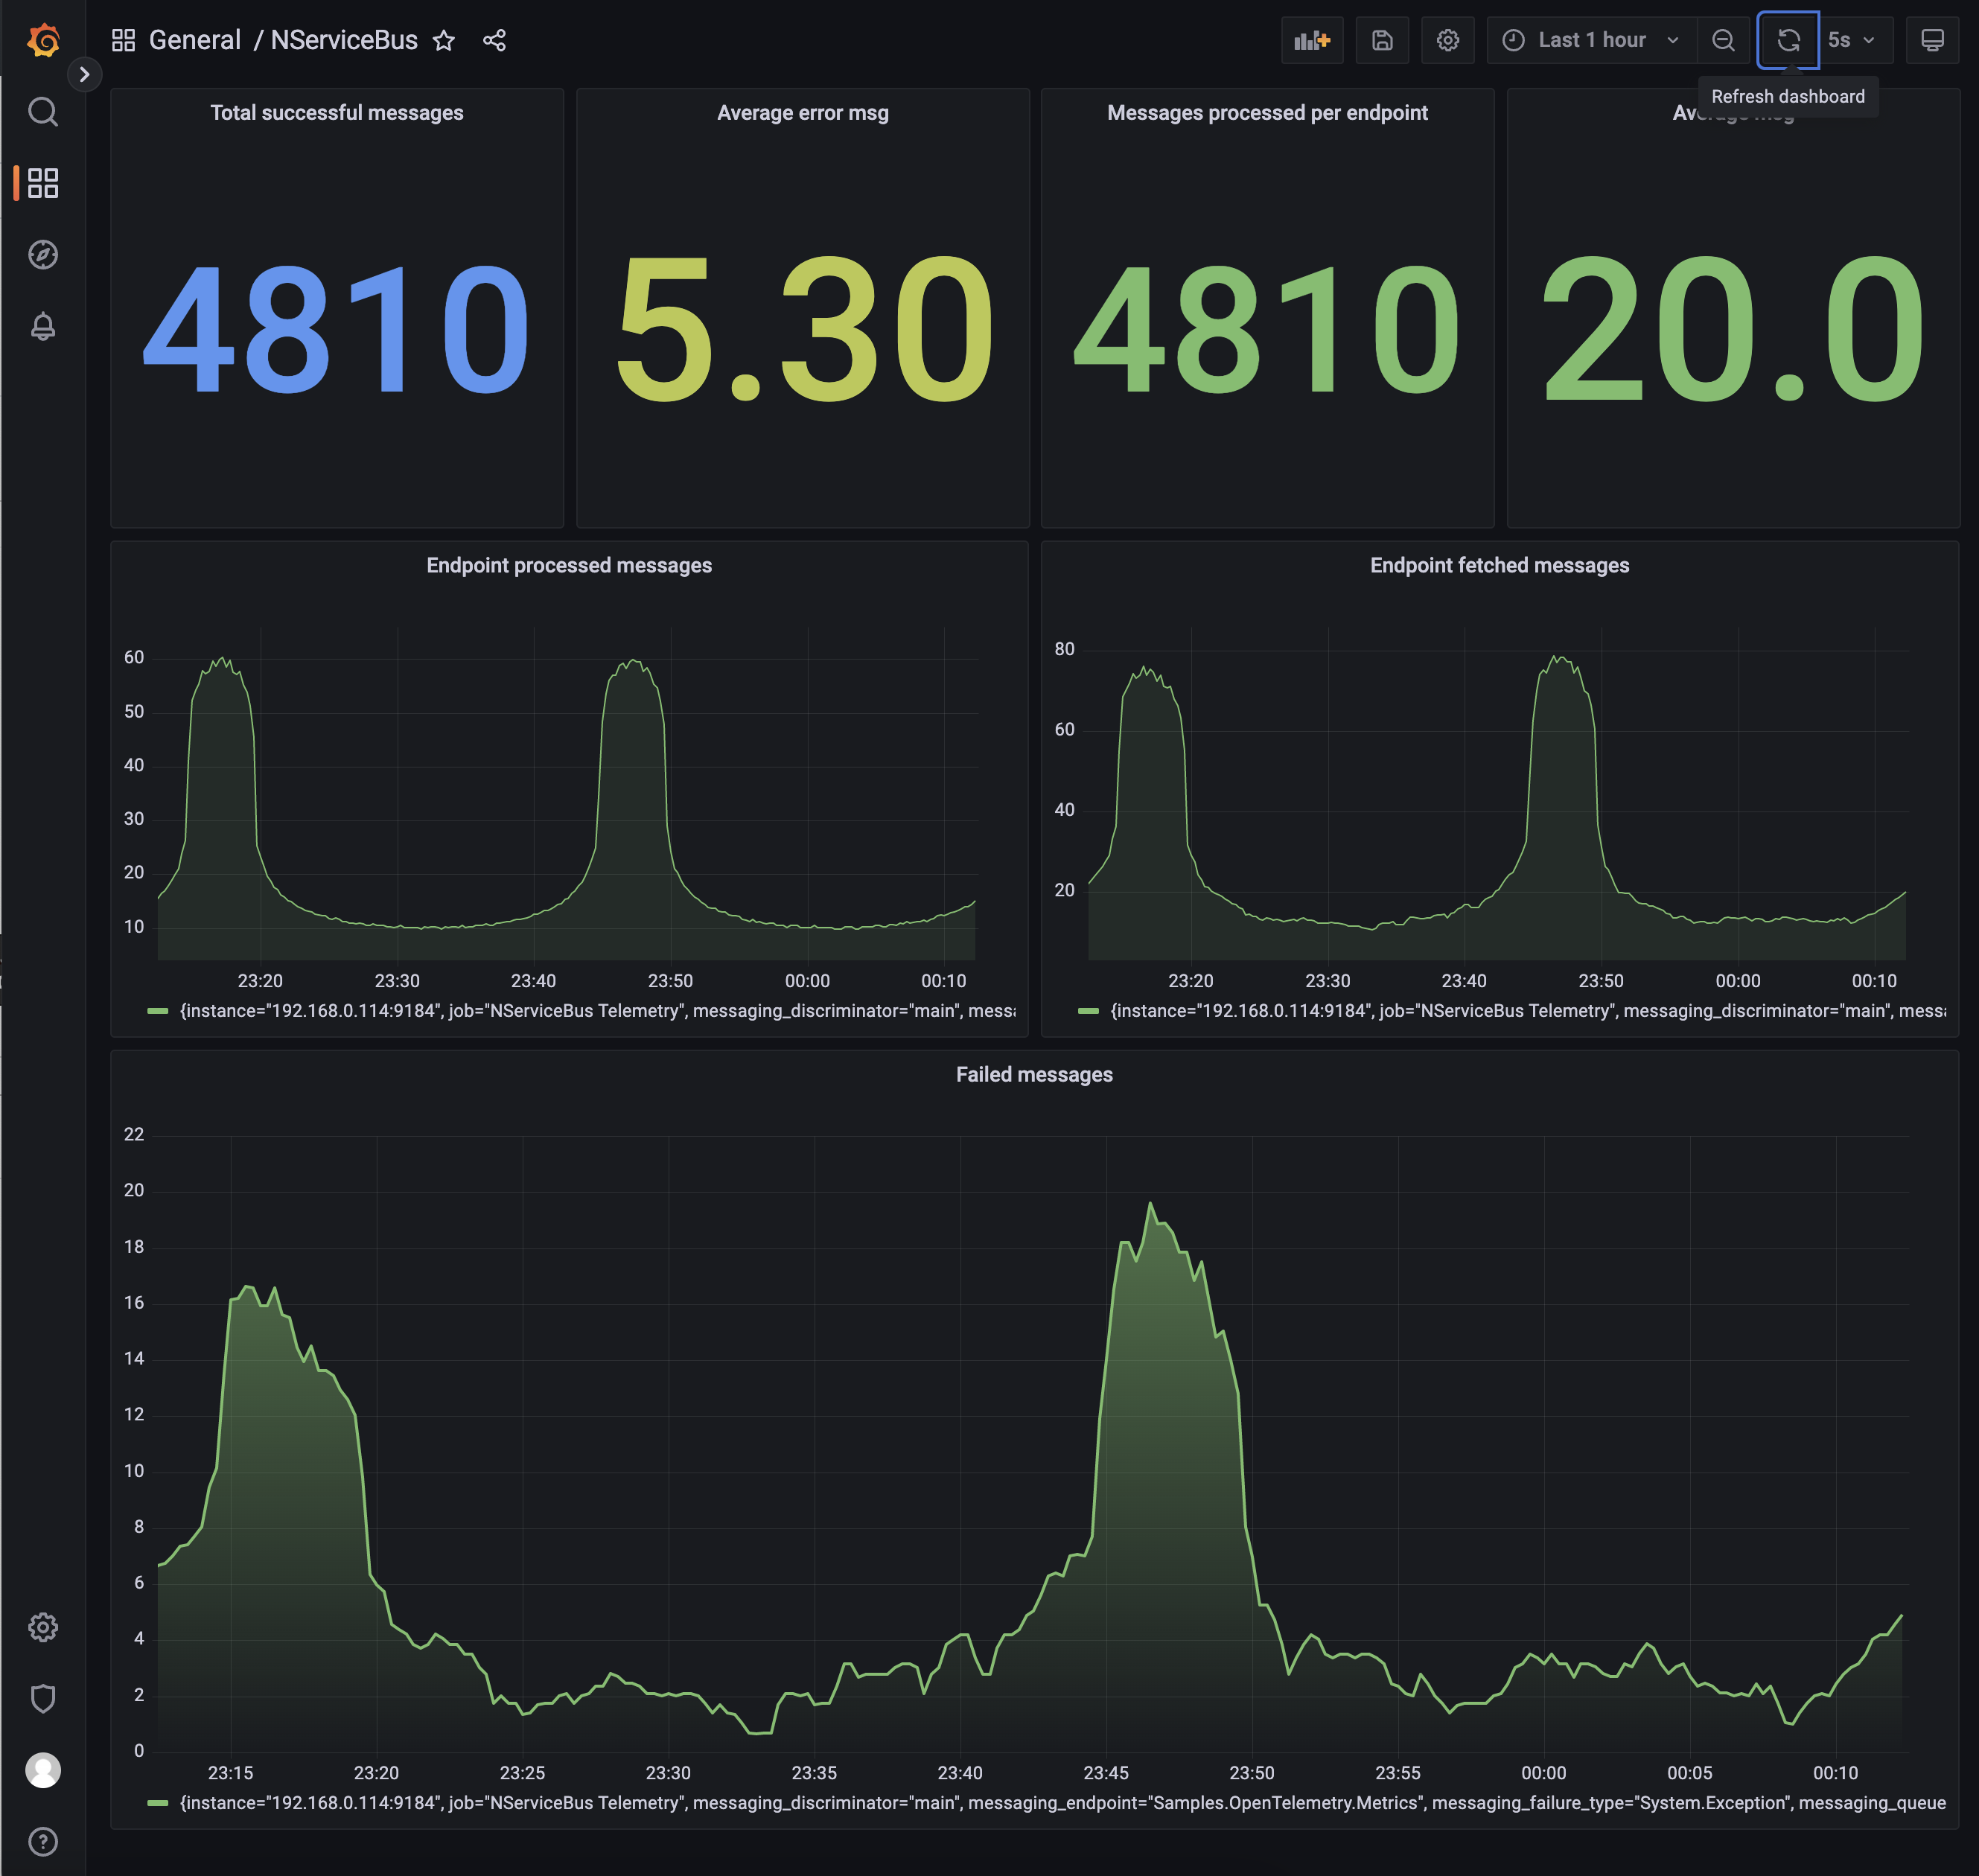 General / NServiceBus
Last 1 hour
5s
Refresh dashboard
Total successful messages
Average error msg
Messages processed per endpoint
Average msg
4810
5.30
4810
20.0
Endpoint processed messages
60
50
40
30
20
10
23:20 23:30 23:40 23:50 00:00 00:10
{instance="192.168.0.114:9184", job="NServiceBus Telemetry", messaging_discriminator="main", messa
Endpoint fetched messages
80
60
40
20
23:20 23:30 23:40 23:50 00:00 00:10
{instance="192.168.0.114:9184", job="NServiceBus Telemetry", messaging_discriminator="main", messa
Failed messages
22
20
18
16
14
12
10
8
6
4
2
0
23:15 23:20 23:25 23:30 23:35 23:40 23:45 23:50 23:55 00:00 00:05 00:10
{instance="192.168.0.114:9184", job="NServiceBus Telemetry", messaging_discriminator="main", messaging_endpoint="Samples.OpenTelemetry.Metrics", messaging_failure_type="System.Exception", messaging_queue